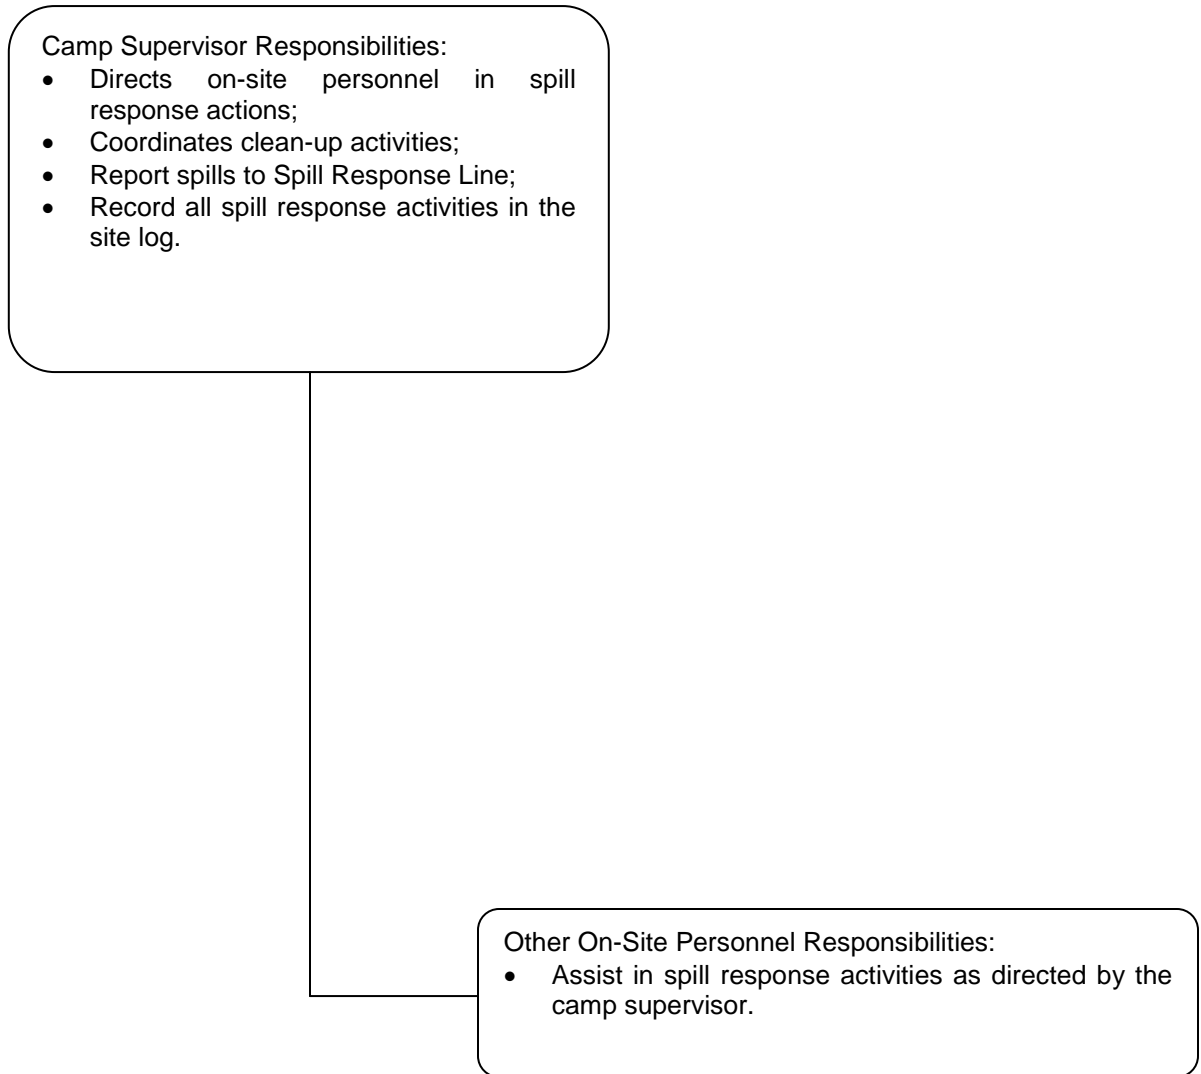 Camp Supervisor Responsibilities:
• Directs on-site personnel in spill
response actions;
• Coordinates clean-up activities;
• Report spills to Spill Response Line;
• Record all spill response activities in the
site log.
Other On-Site Personnel Responsibilities:
• Assist in spill response activities as directed by the
camp supervisor.